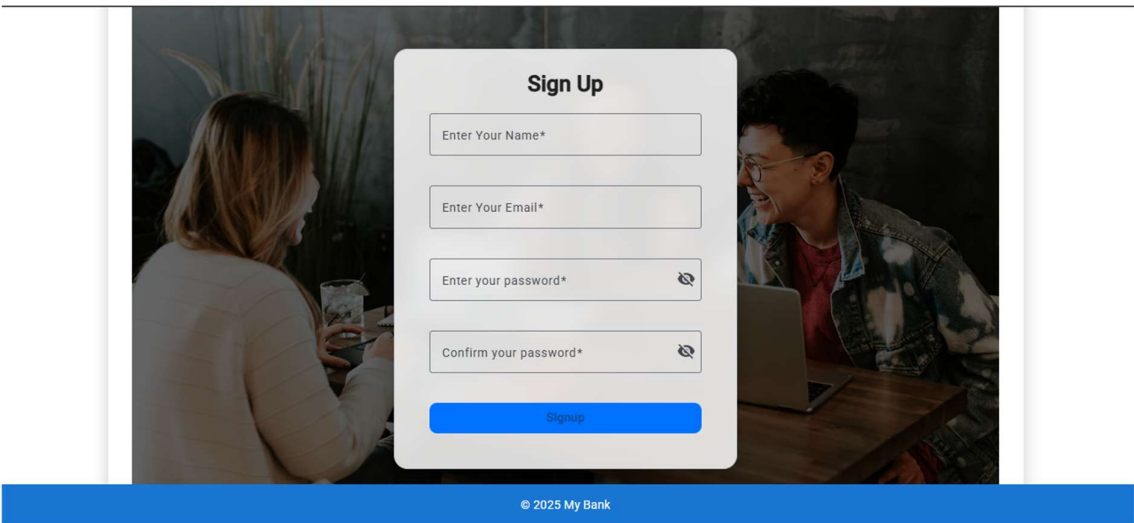 Sign Up
Enter Your Name*
Enter Your Email*
Enter your password*
Confirm your password*
Signup
© 2025 My Bank